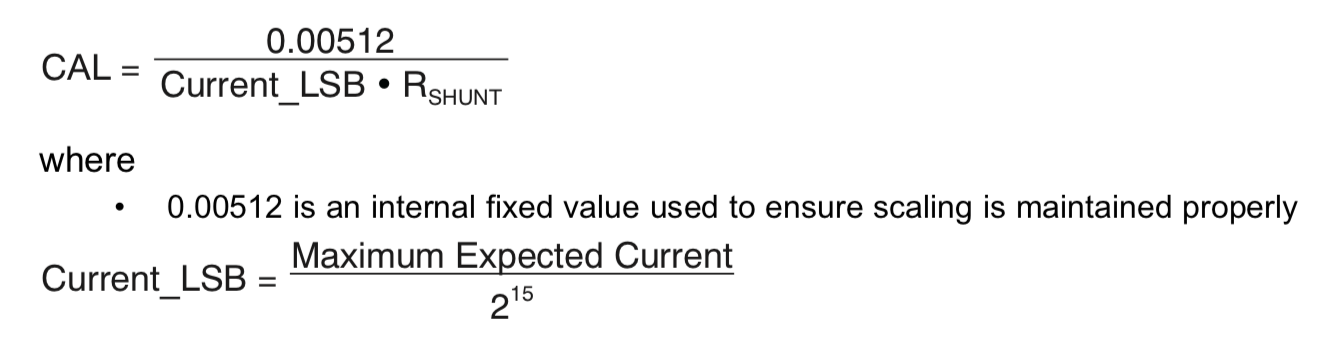 CAL = 0.00512 / Current_LSB • R_SHUNT
where
• 0.00512 is an internal fixed value used to ensure scaling is maintained properly
Current_LSB = Maximum Expected Current / 2^15